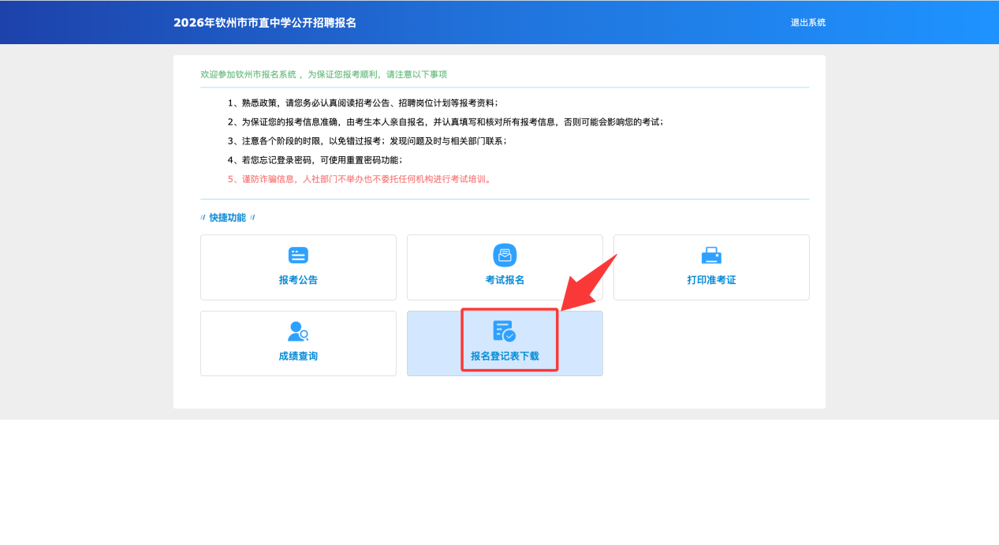 2026年钦州市市直中学公开招聘报名
退出系统
欢迎参加钦州市报名系统 ，为保证您报考顺利，请注意以下事项
1、熟悉政策，请您务必认真阅读招考公告、招聘岗位计划等报考资料；
2、为保证您的报考信息准确，由考生本人亲自报名，并认真填写和核对所有报考信息，否则可能会影响您的考试；
3、注意各个阶段的时限，以免错过报考；发现问题及时与相关部门联系；
4、若您忘记登录密码，可使用重置密码功能；
5、谨防诈骗信息，人社部门不举办也不委托任何机构进行考试培训。
快捷功能
报考公告
考试报名
打印准考证
成绩查询
报名登记表下载